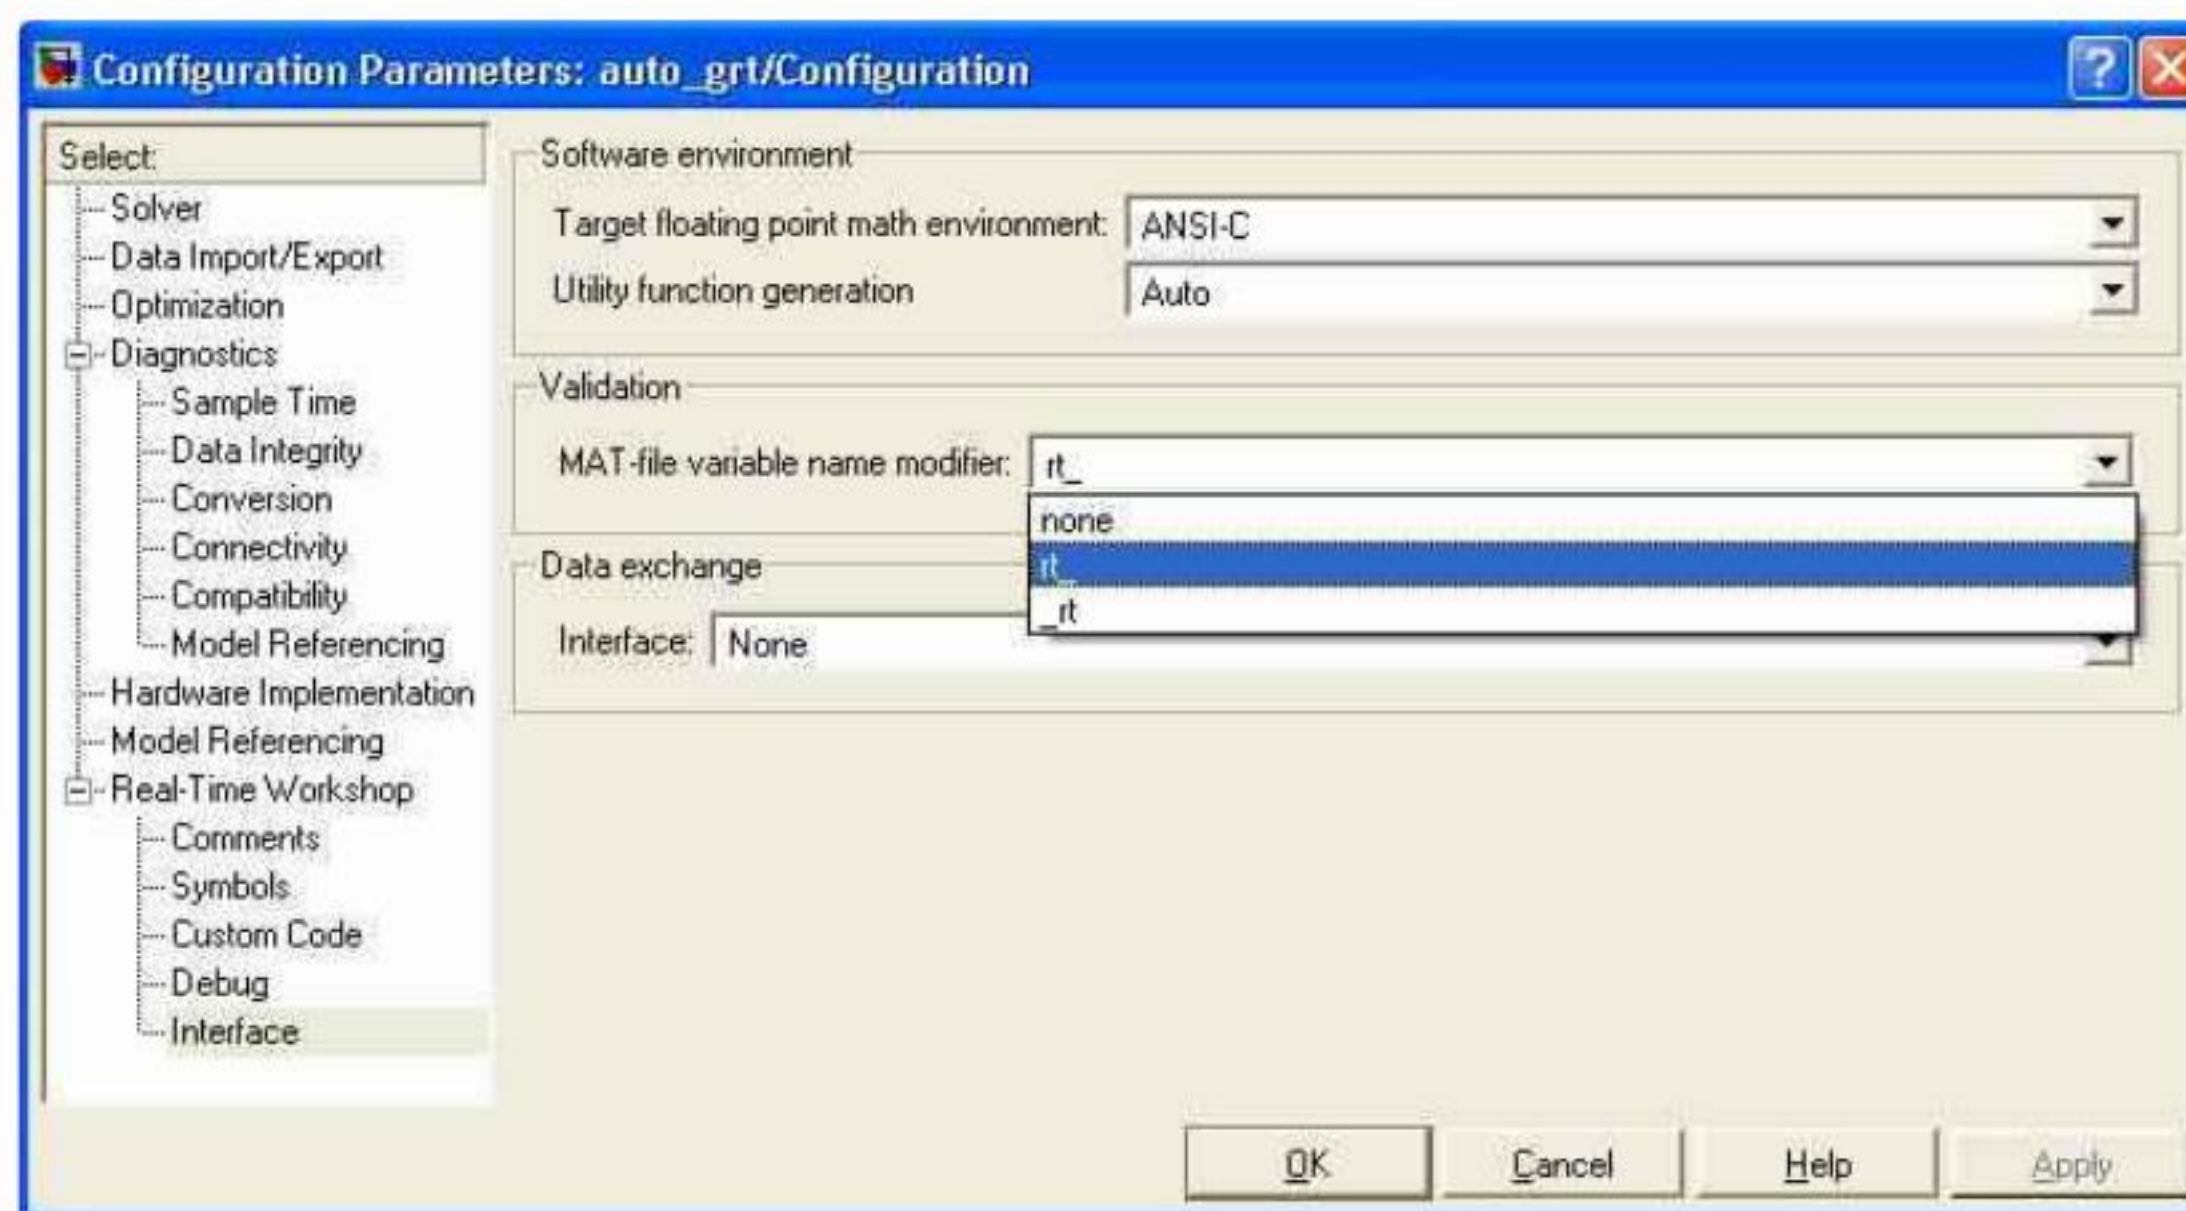 Configuration Parameters: auto_grt/Configuration
Select:
Solver
Data Import/Export
Optimization
Diagnostics
Sample Time
Data Integrity
Conversion
Connectivity
Compatibility
Model Referencing
Hardware Implementation
Model Referencing
Real-Time Workshop
Comments
Symbols
Custom Code
Debug
Interface
Software environment
Target floating point math environment: ANSI-C
Utility function generation Auto
Validation
MAT-file variable name modifier: rt_
none
rt_
_rt
Data exchange
Interface: None
OK Cancel Help Apply